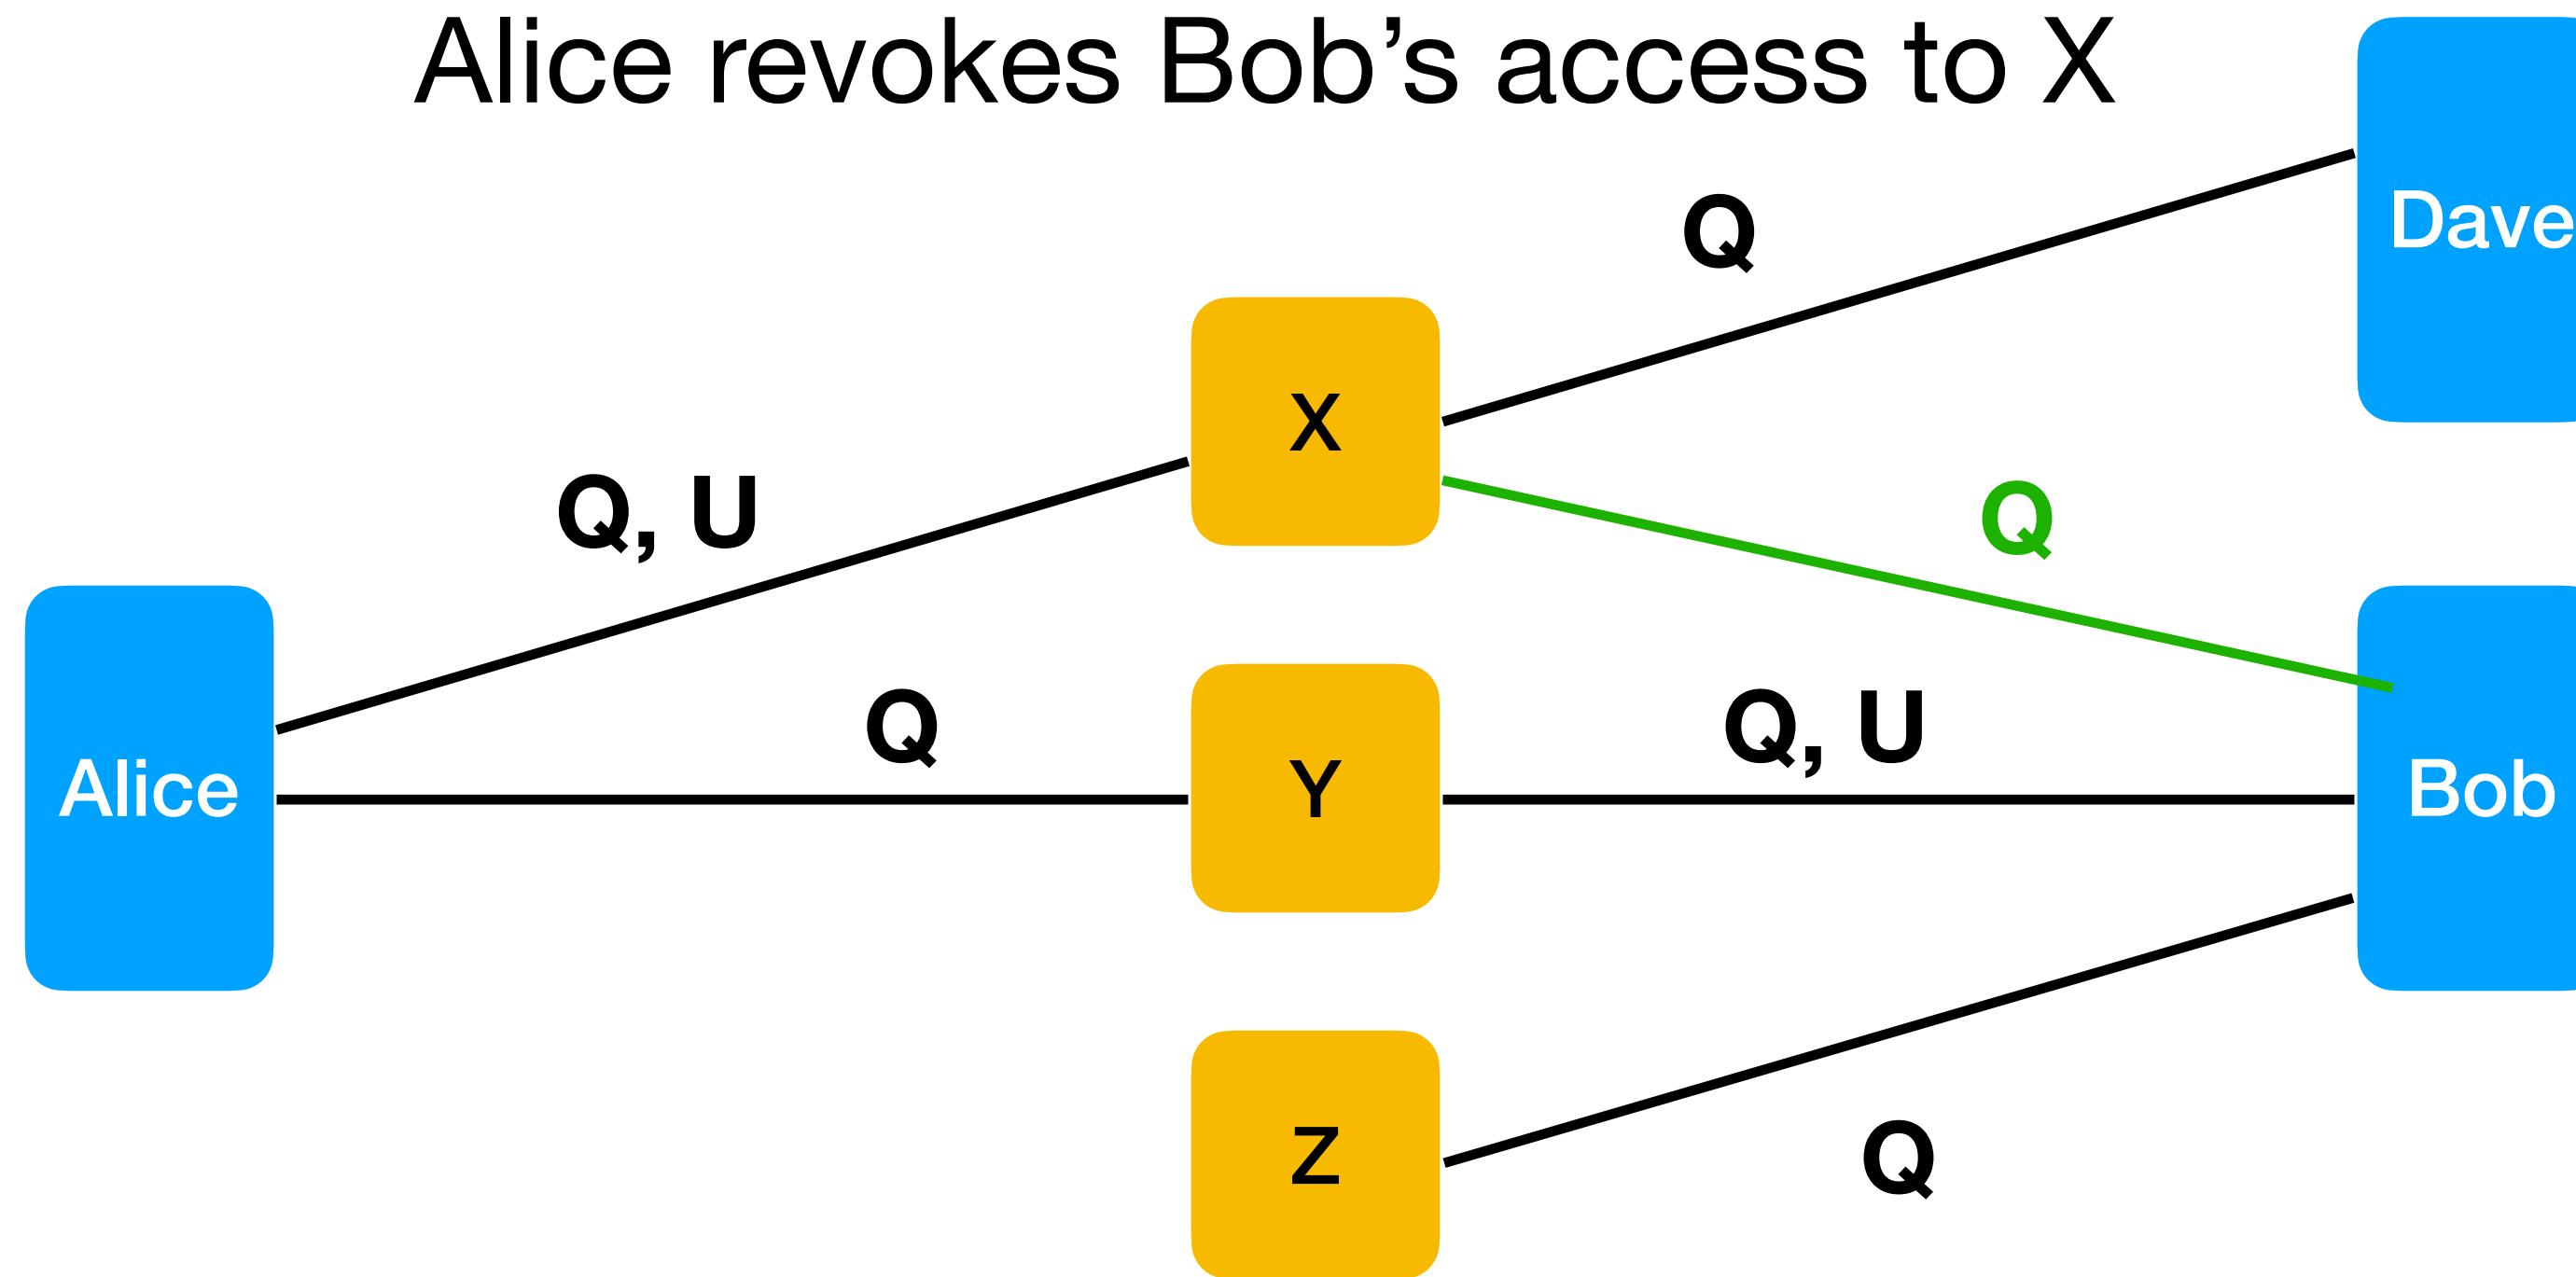 Alice revokes Bob’s access to X
Dave
Q
X
Q, U
Q
Alice
Q
Y
Q, U
Bob
Z
Q